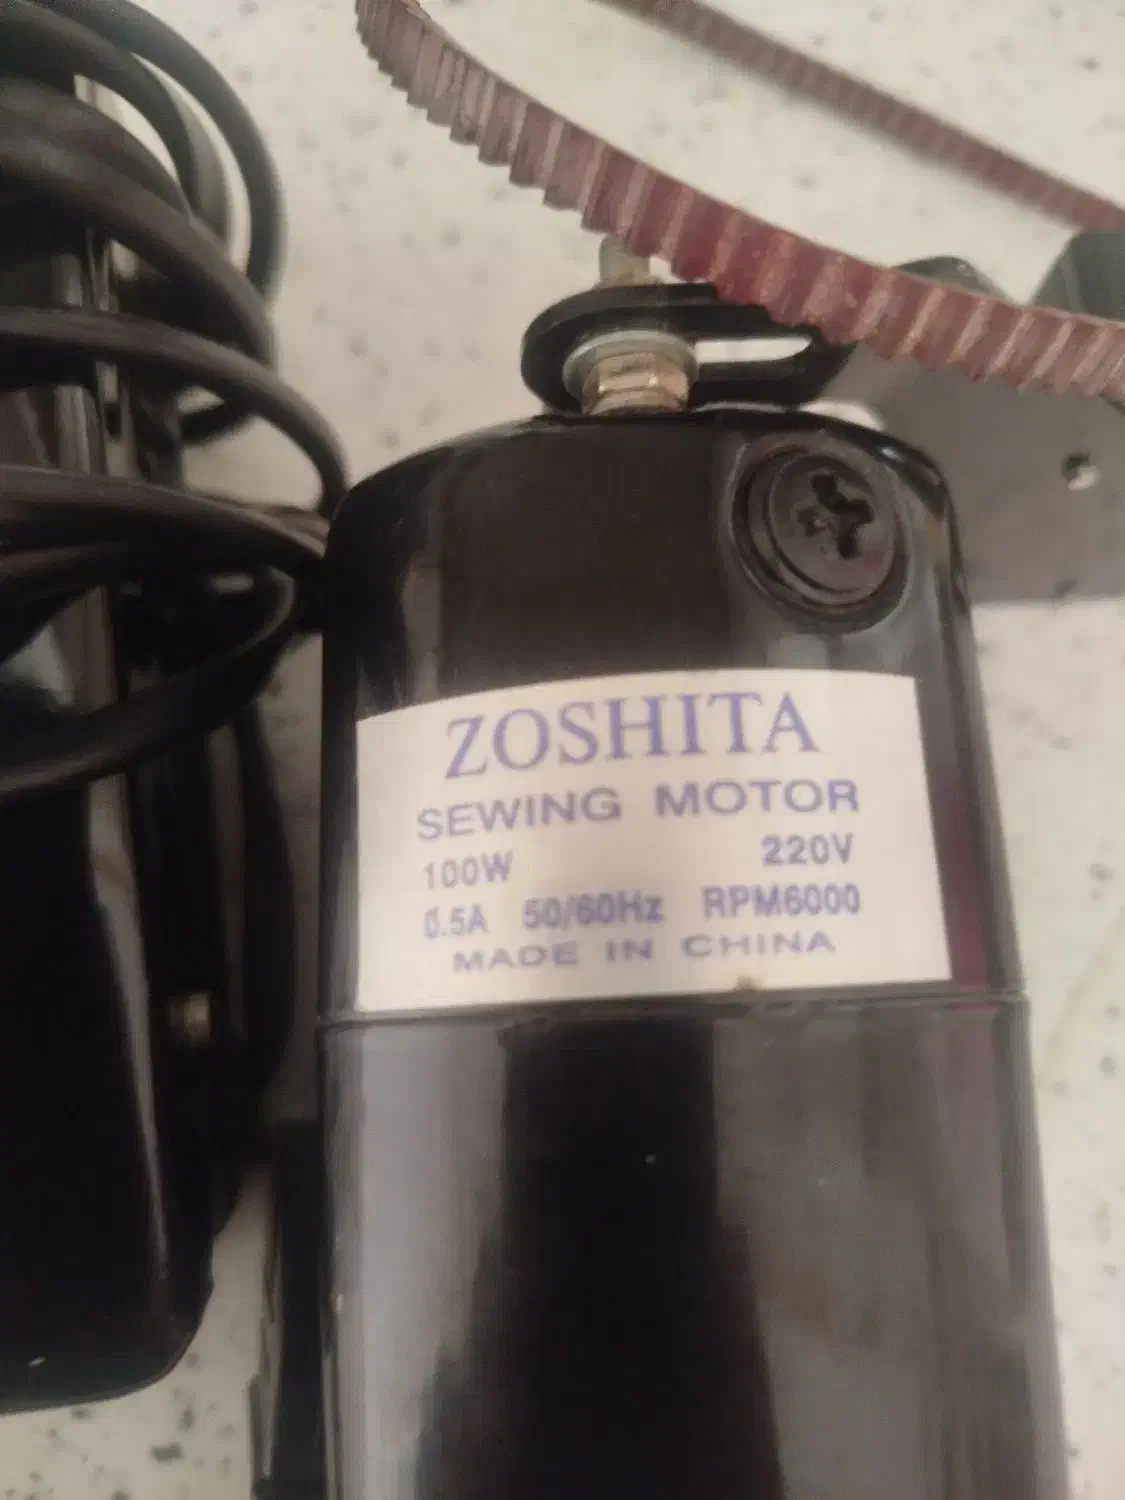 ZOSHITA
SEWING MOTOR
100W 220V
0.5A 50/60Hz RPM6000
MADE IN CHINA